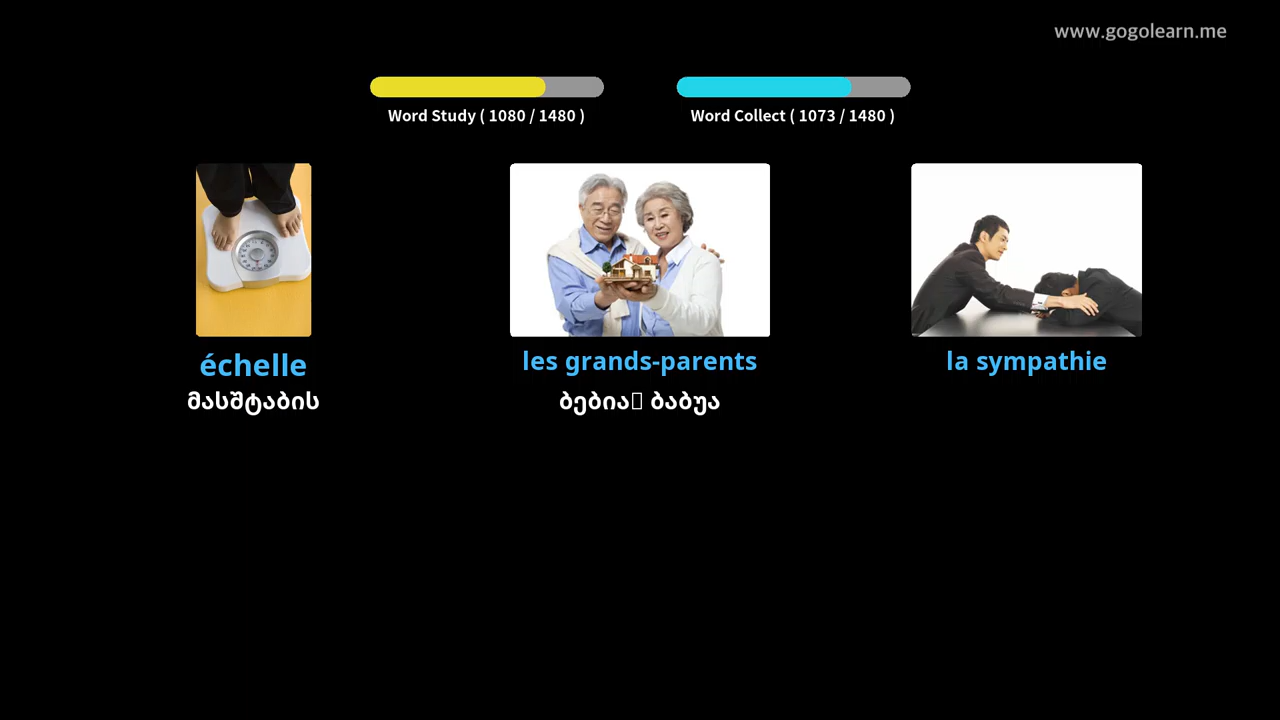 www.gogolearn.me
Word Study ( 1080 / 1480 )
Word Collect ( 1073 / 1480 )
échelle
les grands-parents
la sympathie
მასშტაბის
ბებია▯ ბაბუა